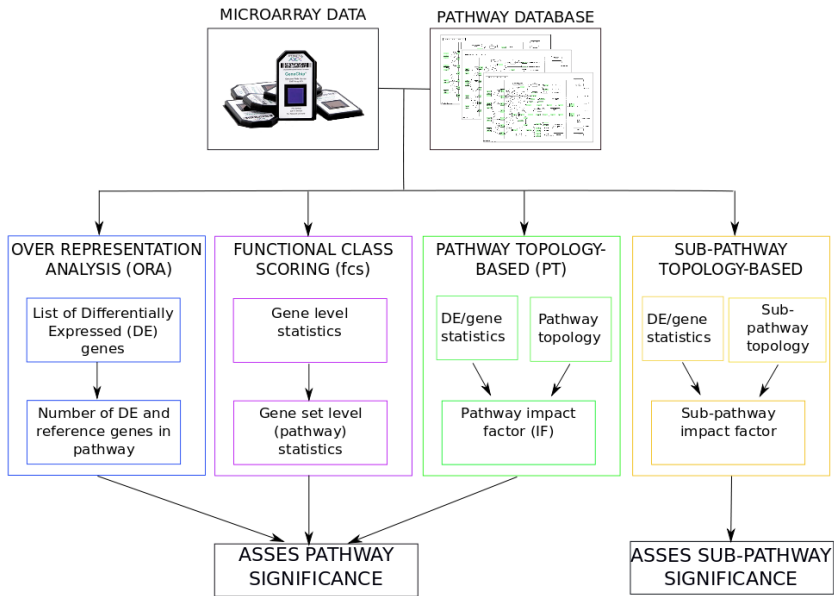 MICROARRAY DATA
PATHWAY DATABASE
OVER REPRESENTATION
ANALYSIS (ORA)
List of Differentially
Expressed (DE)
genes
Number of DE and
reference genes in
pathway
FUNCTIONAL CLASS
SCORING (fcs)
Gene level
statistics
Gene set level
(pathway)
statistics
PATHWAY TOPOLOGY-
BASED (PT)
DE/gene
statistics
Pathway
topology
Pathway impact
factor (IF)
SUB-PATHWAY
TOPOLOGY-BASED
DE/gene
statistics
Sub-
pathway
topology
Sub-pathway
impact factor
ASSES PATHWAY
SIGNIFICANCE
ASSES SUB-PATHWAY
SIGNIFICANCE